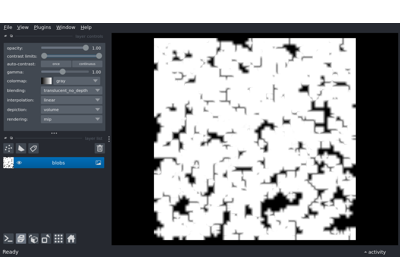 File View Plugins Window Help
opacity: 1.00
contrast limits:
auto-contrast: once continuous
gamma: 1.00
colormap: gray
blending: translucent_no_depth
interpolation: linear
depiction: volume
rendering: mip
blobs
Ready
activity